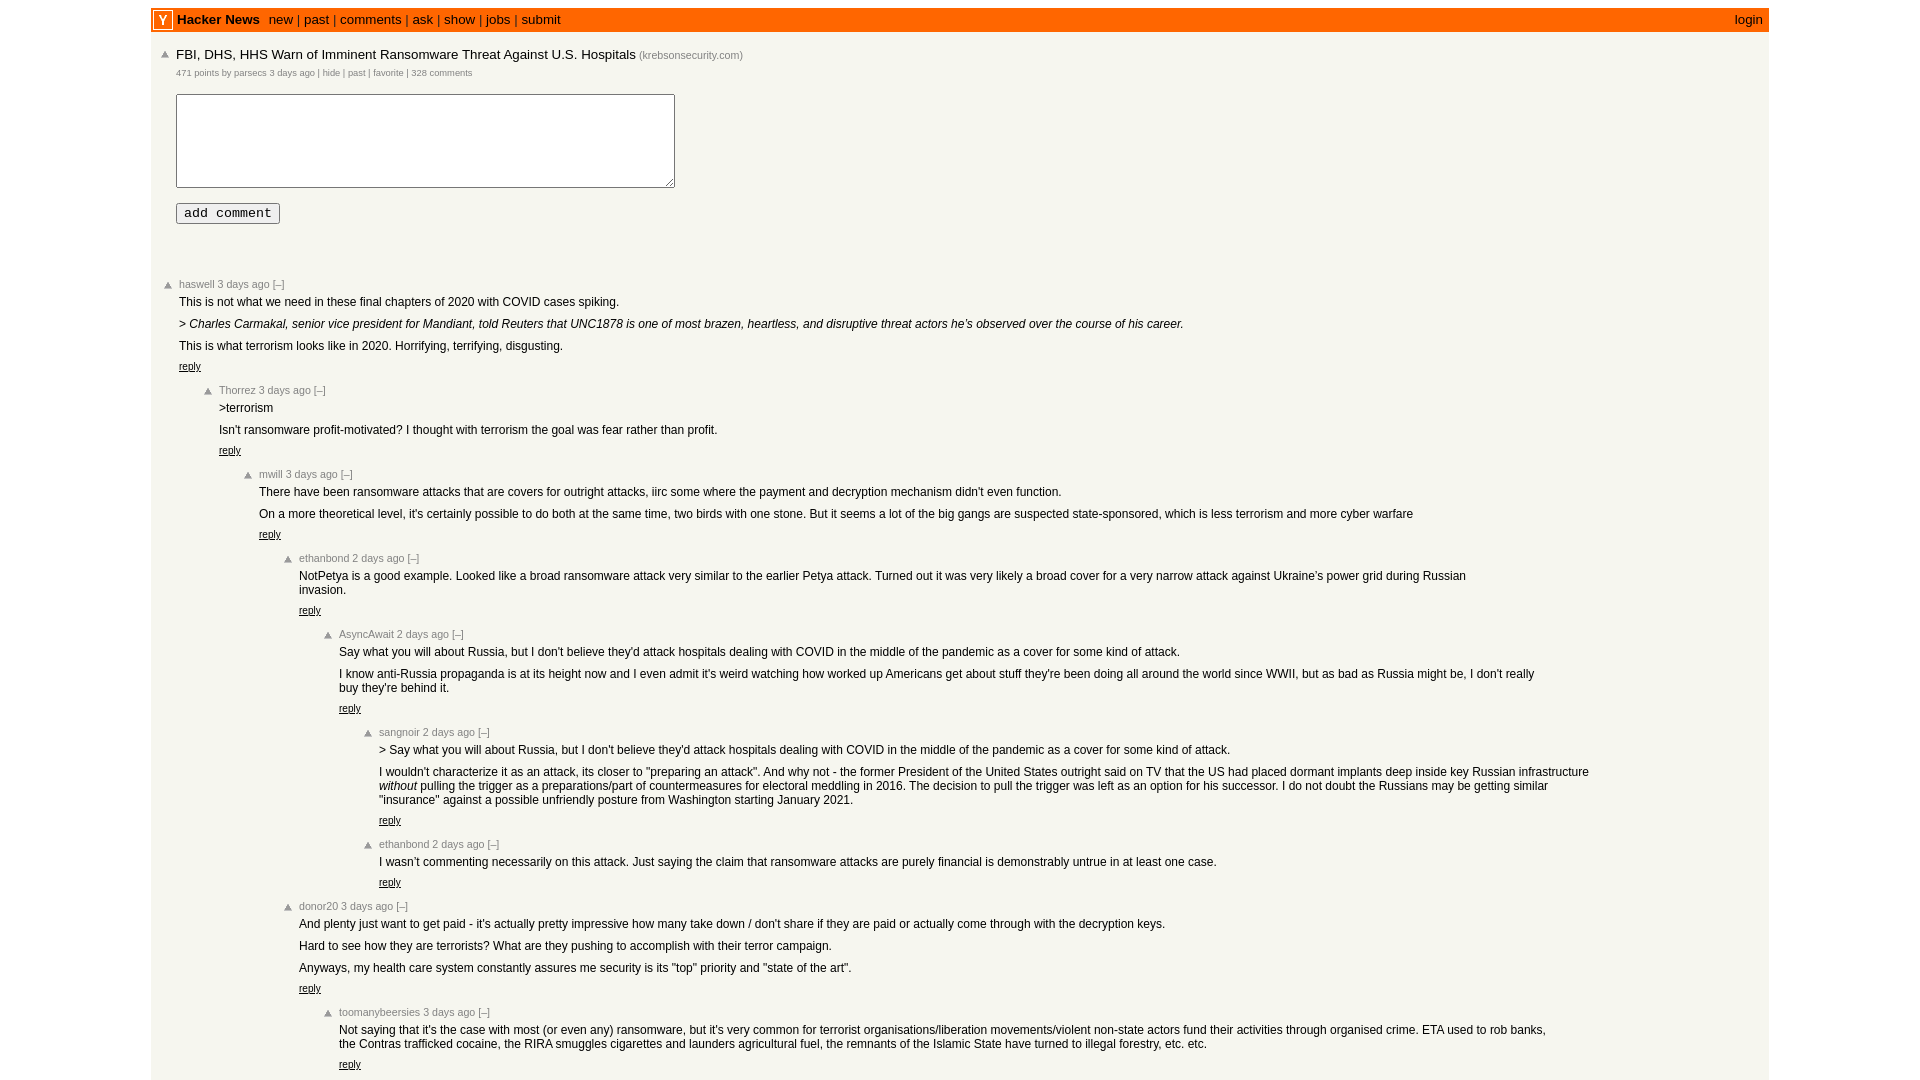 Y Hacker News new | past | comments | ask | show | jobs | submit login
FBI, DHS, HHS Warn of Imminent Ransomware Threat Against U.S. Hospitals (krebsonsecurity.com)
471 points by parsecs 3 days ago | hide | past | favorite | 328 comments
add comment
haswell 3 days ago [–]
This is not what we need in these final chapters of 2020 with COVID cases spiking.
> Charles Carmakal, senior vice president for Mandiant, told Reuters that UNC1878 is one of most brazen, heartless, and disruptive threat actors he's observed over the course of his career.
This is what terrorism looks like in 2020. Horrifying, terrifying, disgusting.
reply
Thorrez 3 days ago [–]
>terrorism
Isn't ransomware profit-motivated? I thought with terrorism the goal was fear rather than profit.
reply
mwill 3 days ago [–]
There have been ransomware attacks that are covers for outright attacks, iirc some where the payment and decryption mechanism didn't even function.
On a more theoretical level, it's certainly possible to do both at the same time, two birds with one stone. But it seems a lot of the big gangs are suspected state-sponsored, which is less terrorism and more cyber warfare
reply
ethanbond 2 days ago [–]
NotPetya is a good example. Looked like a broad ransomware attack very similar to the earlier Petya attack. Turned out it was very likely a broad cover for a very narrow attack against Ukraine's power grid during Russian
invasion.
reply
AsyncAwait 2 days ago [–]
Say what you will about Russia, but I don't believe they'd attack hospitals dealing with COVID in the middle of the pandemic as a cover for some kind of attack.
I know anti-Russia propaganda is at its height now and I even admit it's weird watching how worked up Americans get about stuff they're been doing all around the world since WWII, but as bad as Russia might be, I don't really
buy they're behind it.
reply
sangnoir 2 days ago [–]
> Say what you will about Russia, but I don't believe they'd attack hospitals dealing with COVID in the middle of the pandemic as a cover for some kind of attack.
I wouldn't characterize it as an attack, its closer to "preparing an attack". And why not - the former President of the United States outright said on TV that the US had placed dormant implants deep inside key Russian infrastructure
without pulling the trigger as a preparations/part of countermeasures for electoral meddling in 2016. The decision to pull the trigger was left as an option for his successor. I do not doubt the Russians may be getting similar
"insurance" against a possible unfriendly posture from Washington starting January 2021.
reply
ethanbond 2 days ago [–]
I wasn't commenting necessarily on this attack. Just saying the claim that ransomware attacks are purely financial is demonstrably untrue in at least one case.
reply
donor20 3 days ago [–]
And plenty just want to get paid - it's actually pretty impressive how many take down / don't share if they are paid or actually come through with the decryption keys.
Hard to see how they are terrorists? What are they pushing to accomplish with their terror campaign.
Anyways, my health care system constantly assures me security is its "top" priority and "state of the art".
reply
toomanybeersies 3 days ago [–]
Not saying that it's the case with most (or even any) ransomware, but it's very common for terrorist organisations/liberation movements/violent non-state actors fund their activities through organised crime. ETA used to rob banks,
the Contras trafficked cocaine, the RIRA smuggles cigarettes and launders agricultural fuel, the remnants of the Islamic State have turned to illegal forestry, etc. etc.
reply